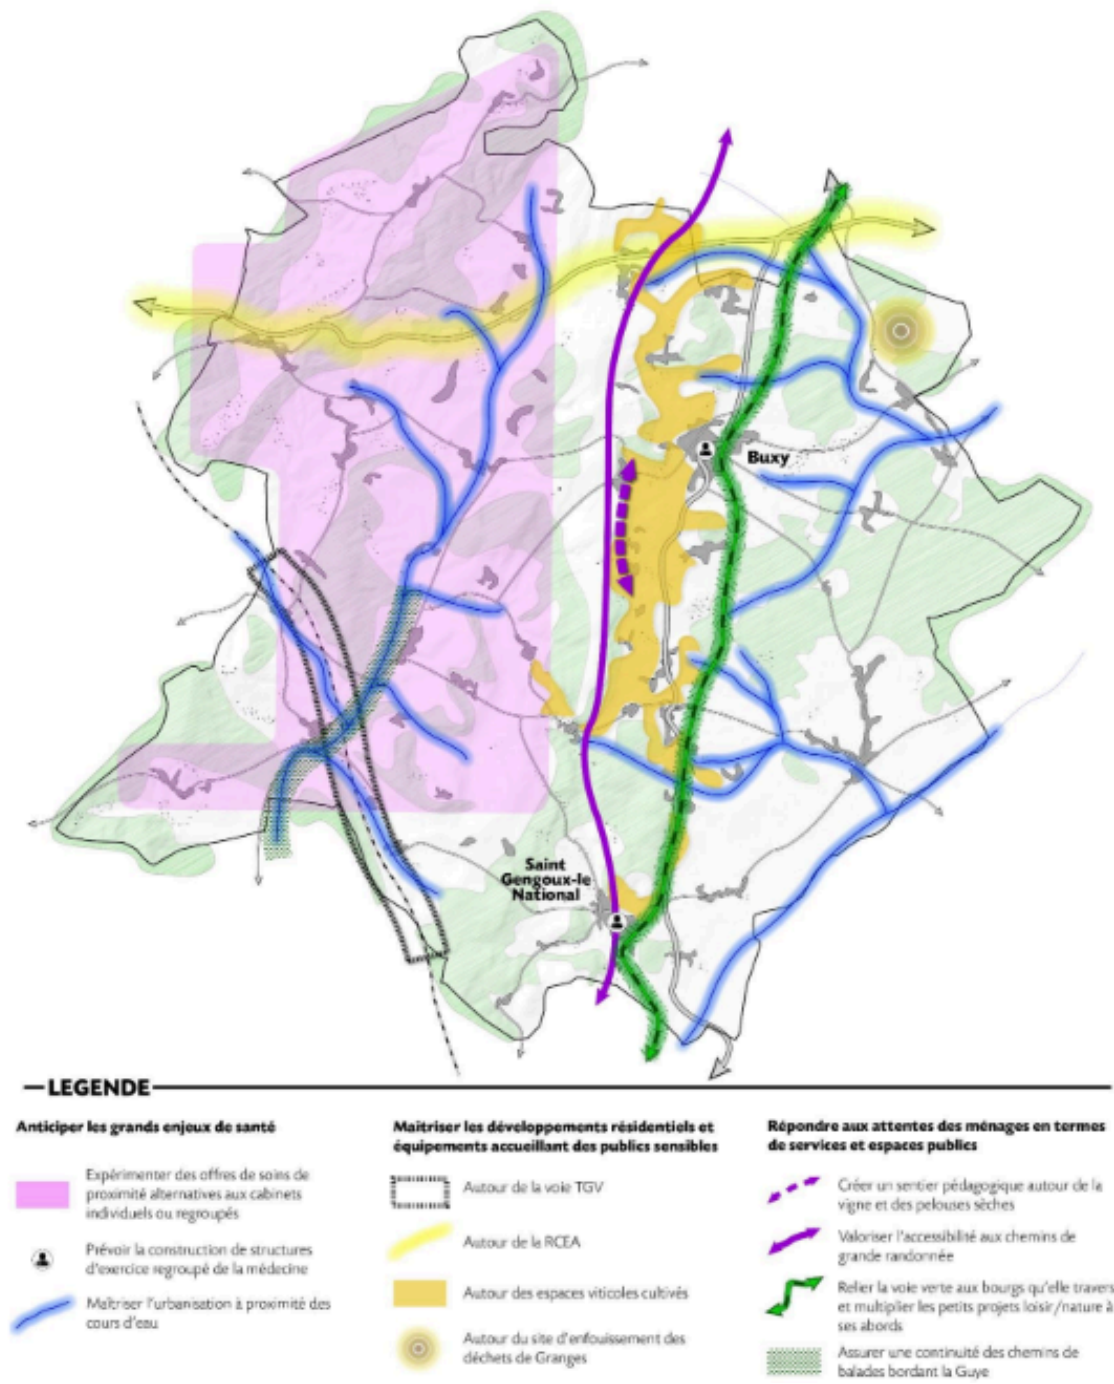 Buxy
Saint
Gengoux-le
National
LEGENDE
Anticiper les grands enjeux de santé
Expérimenter des offres de soins de
proximité alternatives aux cabinets
individuels ou regroupés
Prévoir la construction de structures
d'exercice regroupé de la médecine
Maîtriser l'urbanisation à proximité des
cours d'eau
Maîtriser les développements résidentiels et
équipements accueillant des publics sensibles
Autour de la voie TGV
Autour de la RCEA
Autour des espaces viticoles cultivés
Autour du site d'enfouissement des
déchets de Granges
Répondre aux attentes des ménages en termes
de services et espaces publics
Créer un sentier pédagogique autour de la
vigne et des pelouses sèches
Valoriser l'accessibilité aux chemins de
grande randonnée
Relier la voie verte aux bourgs qu'elle travers
et multiplier les petits projets loisir/nature à
ses abords
Assurer une continuité des chemins de
balades bordant la Guye